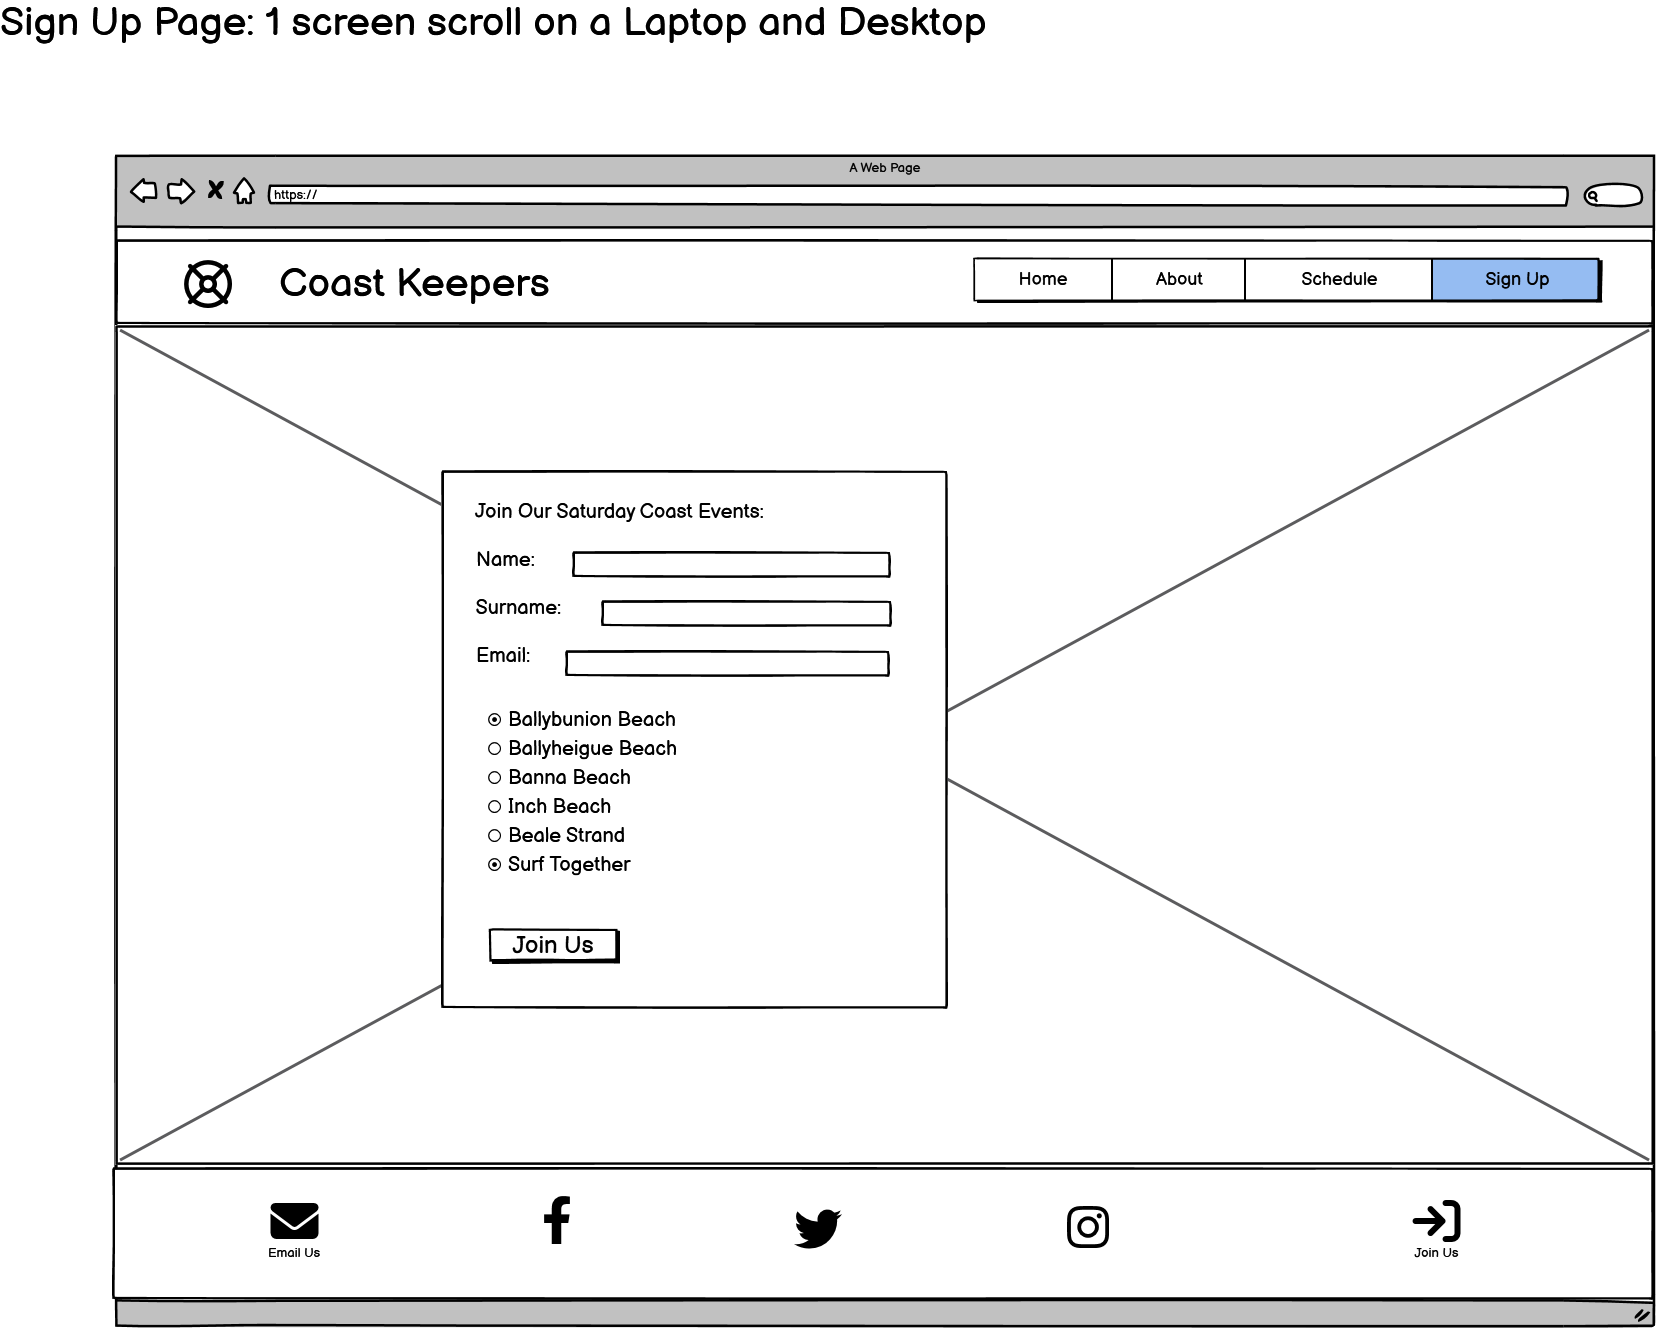 Sign Up Page: 1 screen scroll on a Laptop and Desktop
A Web Page
https://
Coast Keepers
Home
About
Schedule
Sign Up
Join Our Saturday Coast Events:
Name:
Surname:
Email:
Ballybunion Beach
Ballyheigue Beach
Banna Beach
Inch Beach
Beale Strand
Surf Together
Join Us
Email Us
Join Us